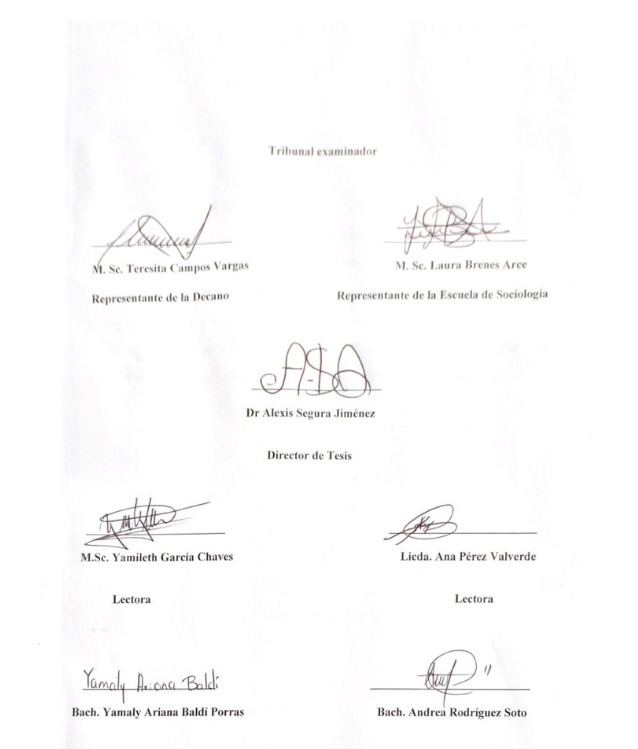 Tribunal examinador
M. Sc. Teresita Campos Vargas
Representante de la Decano
M. Sc. Laura Brenes Arce
Representante de la Escuela de Sociología
Dr Alexis Segura Jiménez
Director de Tesis
M.Sc. Yamileth García Chaves
Lectora
Licda. Ana Pérez Valverde
Lectora
Yamaly Ariana Baldi
Bach. Yamaly Ariana Baldí Porras
Bach. Andrea Rodríguez Soto